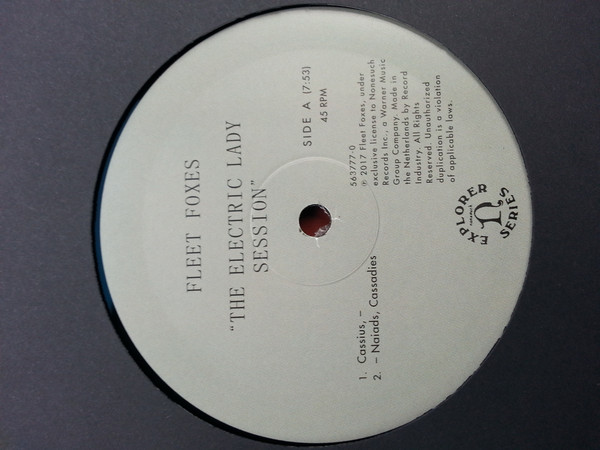 FLEET FOXES
“THE ELECTRIC LADY
SESSION”
SIDE A (7:53)
45 RPM
563777-0
℗ 2017 Fleet Foxes, under
exclusive license to Nonesuch
Records Inc., a Warner Music
Group Company. Made in
the Netherlands by Record
Industry. All Rights
Reserved. Unauthorized
duplication is a violation
of applicable laws.
1. Cassius, –
2. – Naiads, Cassadies
EXPLORER
SERIES